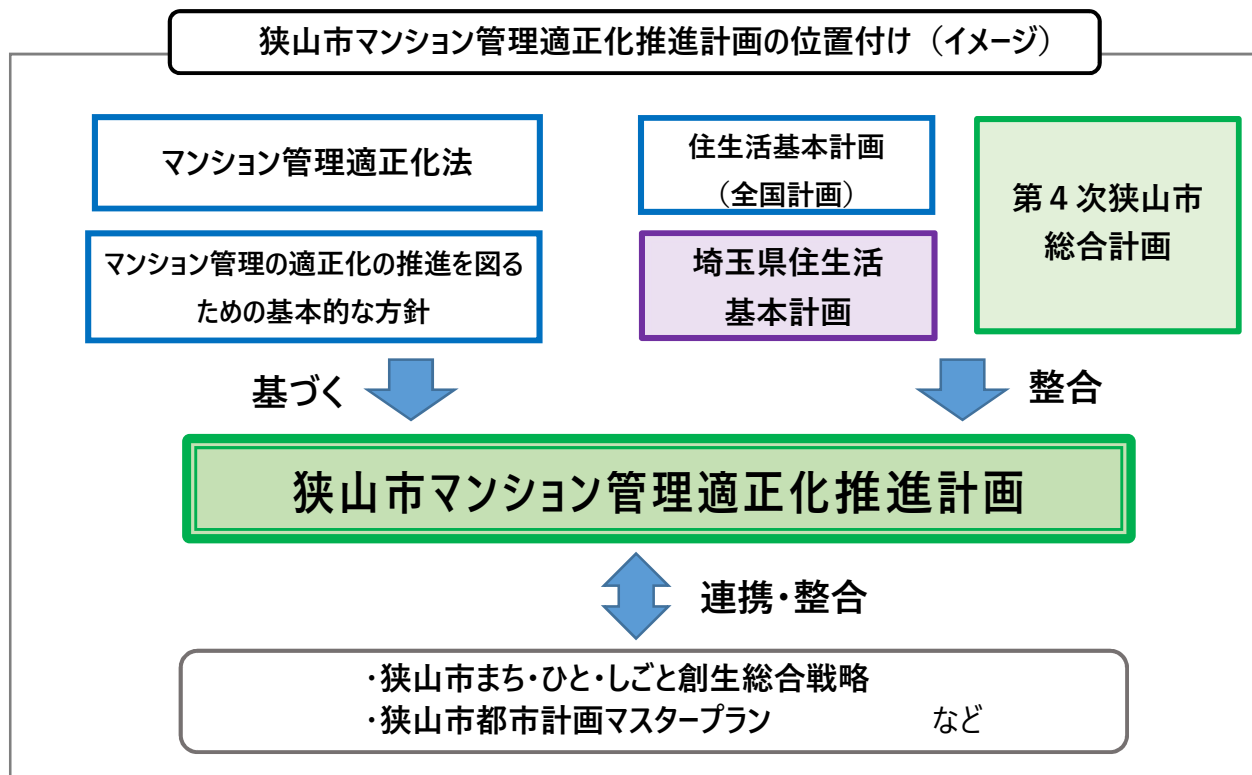 狭山市マンション管理適正化推進計画の位置付け（イメージ）
マンション管理適正化法
マンション管理の適正化の推進を図る
ための基本的な方針
住生活基本計画
（全国計画）
埼玉県住生活
基本計画
第４次狭山市
総合計画
基づく
整合
狭山市マンション管理適正化推進計画
連携・整合
・狭山市まち・ひと・しごと創生総合戦略
・狭山市都市計画マスタープラン　　　　　　　など